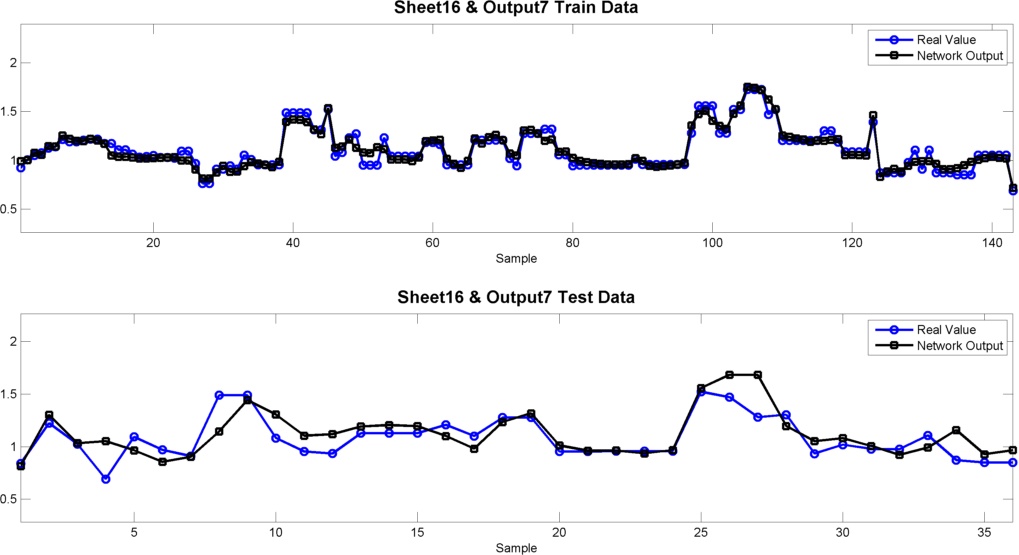 Sheet16 & Output7 Train Data
Real Value
Network Output
2
1.5
1
0.5
20 40 60 80 100 120 140
Sample
Sheet16 & Output7 Test Data
Real Value
Network Output
2
1.5
1
0.5
5 10 15 20 25 30 35
Sample